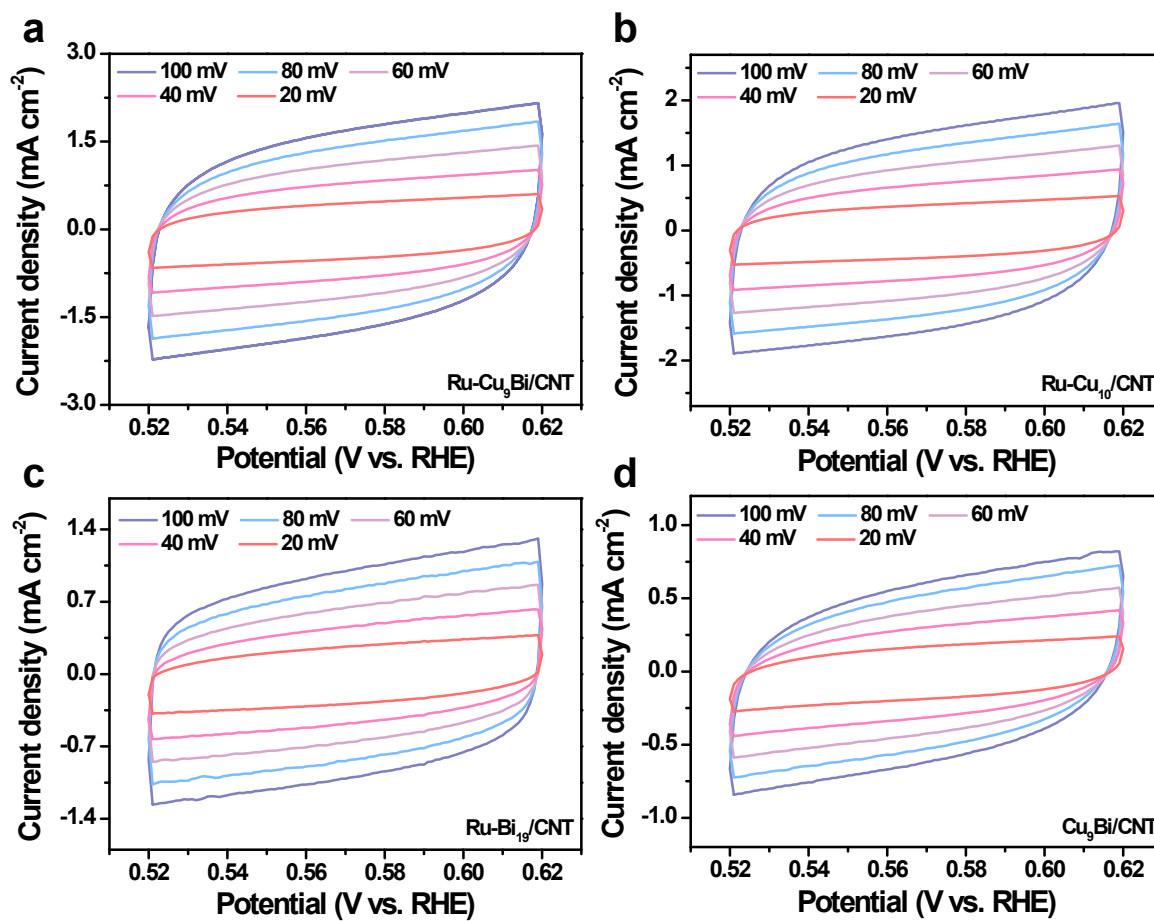 a
3.0
1.5
0.0
-1.5
-3.0
Current density (mA cm⁻²)
100 mV 80 mV 60 mV
40 mV 20 mV
Ru-Cu₉Bi/CNT
0.52 0.54 0.56 0.58 0.60 0.62
Potential (V vs. RHE)
b
2
1
0
-1
-2
Current density (mA cm⁻²)
100 mV 80 mV 60 mV
40 mV 20 mV
Ru-Cu₁₀/CNT
0.52 0.54 0.56 0.58 0.60 0.62
Potential (V vs. RHE)
c
1.4
0.7
0.0
-0.7
-1.4
Current density (mA cm⁻²)
100 mV 80 mV 60 mV
40 mV 20 mV
Ru-Bi₁₉/CNT
0.52 0.54 0.56 0.58 0.60 0.62
Potential (V vs. RHE)
d
1.0
0.5
0.0
-0.5
-1.0
Current density (mA cm⁻²)
100 mV 80 mV 60 mV
40 mV 20 mV
Cu₉Bi/CNT
0.52 0.54 0.56 0.58 0.60 0.62
Potential (V vs. RHE)